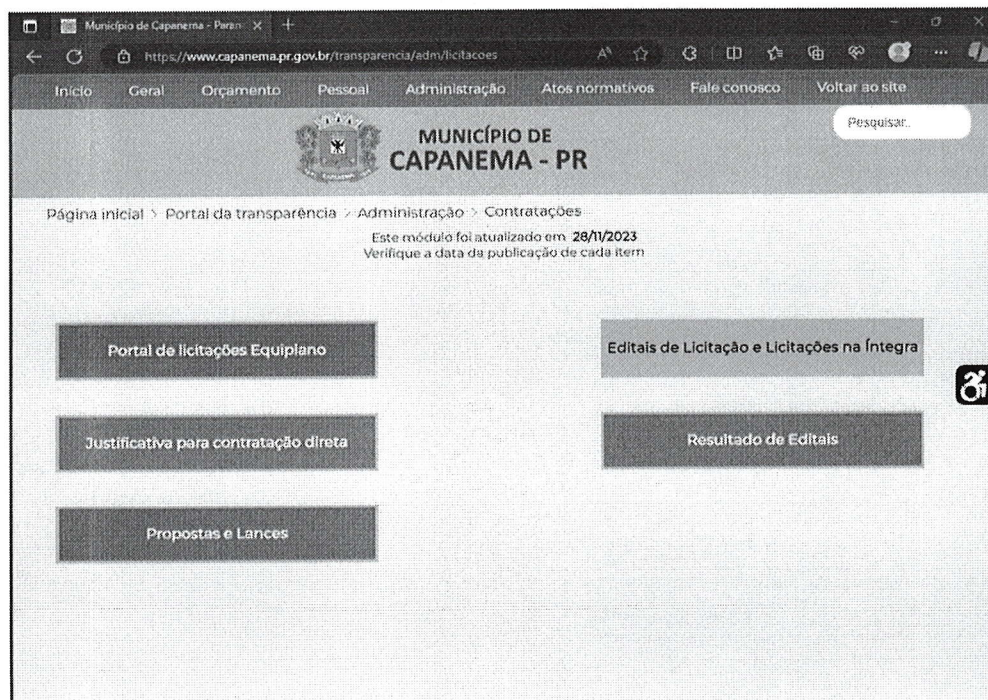 Município de Capanema - Paran
https://www.capanema.pr.gov.br/transparencia/adm/licitacoes
Início Geral Orçamento Pessoal Administração Atos normativos Fale conosco Voltar ao site
Pesquisar..
MUNICÍPIO DE
CAPANEMA - PR
Página inicial > Portal da transparência > Administração > Contratações
Este módulo foi atualizado em 28/11/2023
Verifique a data da publicação de cada item
Portal de licitações Equiplano
Editais de Licitação e Licitações na Íntegra
Justificativa para contratação direta
Resultado de Editais
Propostas e Lances